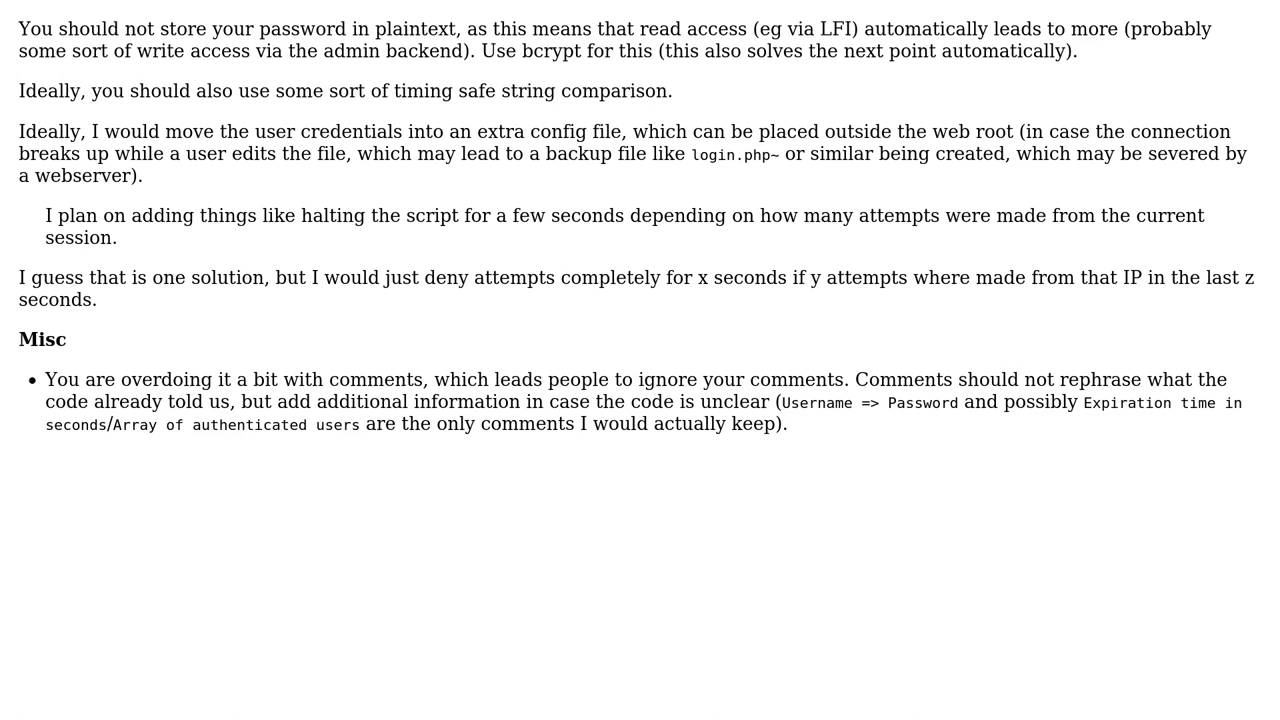 You should not store your password in plaintext, as this means that read access (eg via LFI) automatically leads to more (probably
some sort of write access via the admin backend). Use bcrypt for this (this also solves the next point automatically).
Ideally, you should also use some sort of timing safe string comparison.
Ideally, I would move the user credentials into an extra config file, which can be placed outside the web root (in case the connection
breaks up while a user edits the file, which may lead to a backup file like login.php~ or similar being created, which may be severed by
a webserver).
I plan on adding things like halting the script for a few seconds depending on how many attempts were made from the current
session.
I guess that is one solution, but I would just deny attempts completely for x seconds if y attempts where made from that IP in the last z
seconds.
Misc
• You are overdoing it a bit with comments, which leads people to ignore your comments. Comments should not rephrase what the
code already told us, but add additional information in case the code is unclear (Username => Password and possibly Expiration time in
seconds/Array of authenticated users are the only comments I would actually keep).